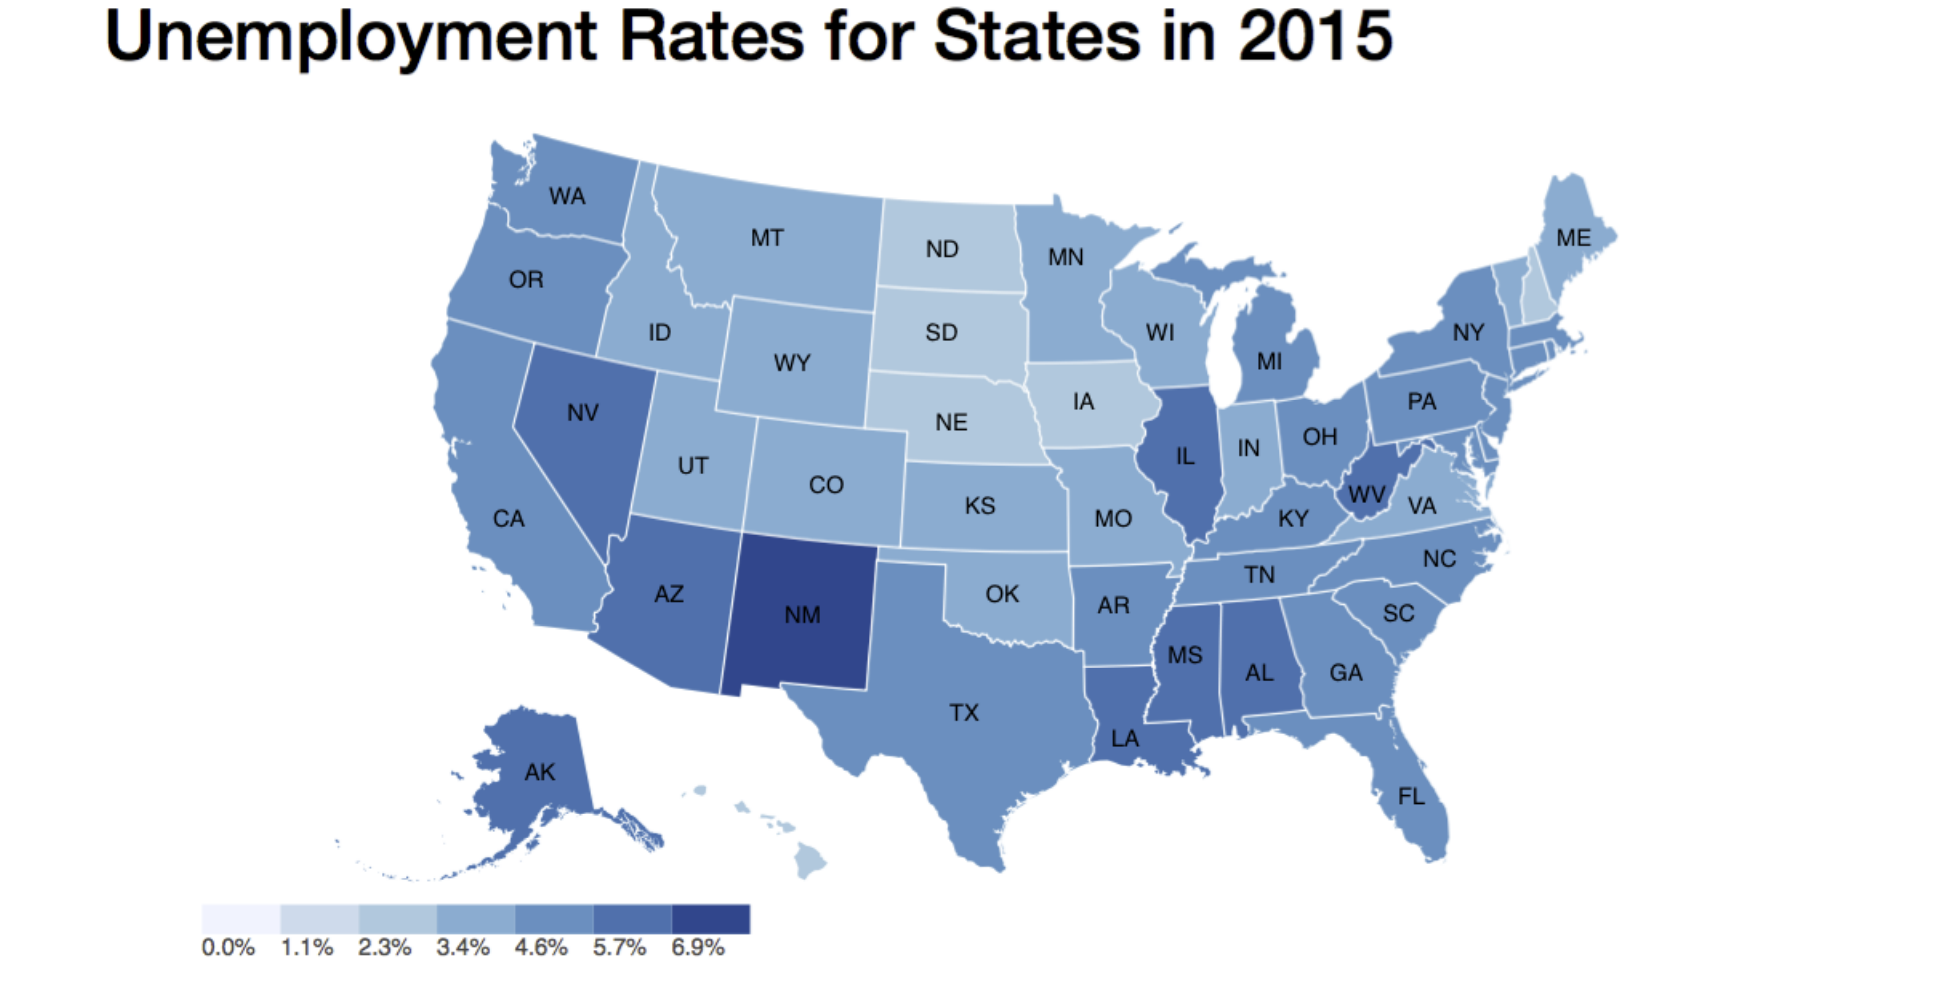 Unemployment Rates for States in 2015
WA
MT
ND
MN
ME
OR
ID
SD
WI
NY
WY
MI
NV
NE
IA
PA
UT
CO
IL
IN
OH
CA
KS
MO
KY
WV
VA
NC
AZ
NM
OK
AR
TN
SC
MS
AL
GA
TX
LA
AK
FL
0.0% 1.1% 2.3% 3.4% 4.6% 5.7% 6.9%